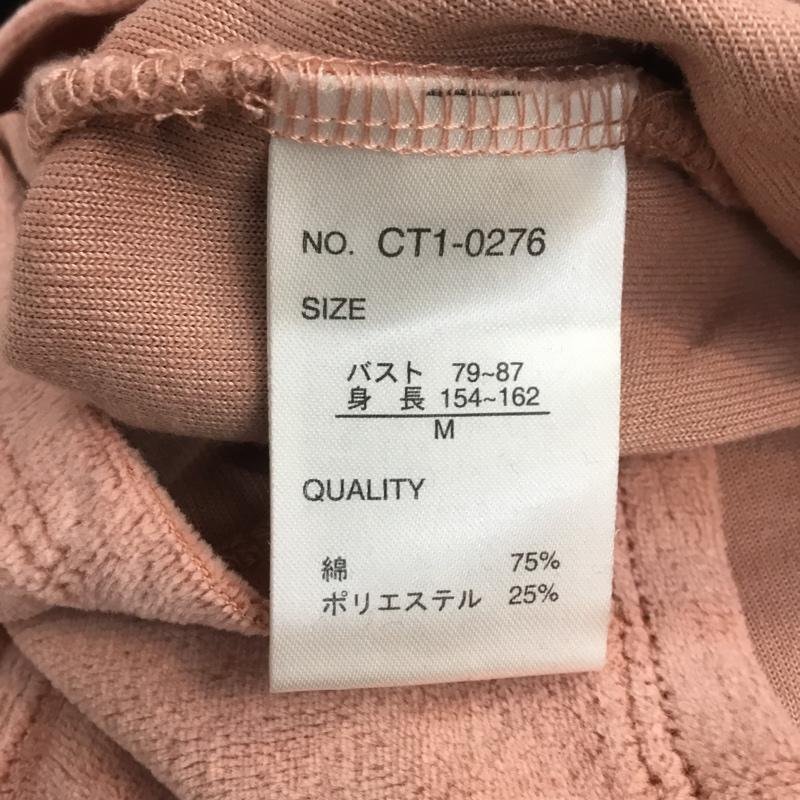 NO. CT1-0276
SIZE
バスト 79~87
身 長 154~162
M
QUALITY
綿 75%
ポリエステル 25%